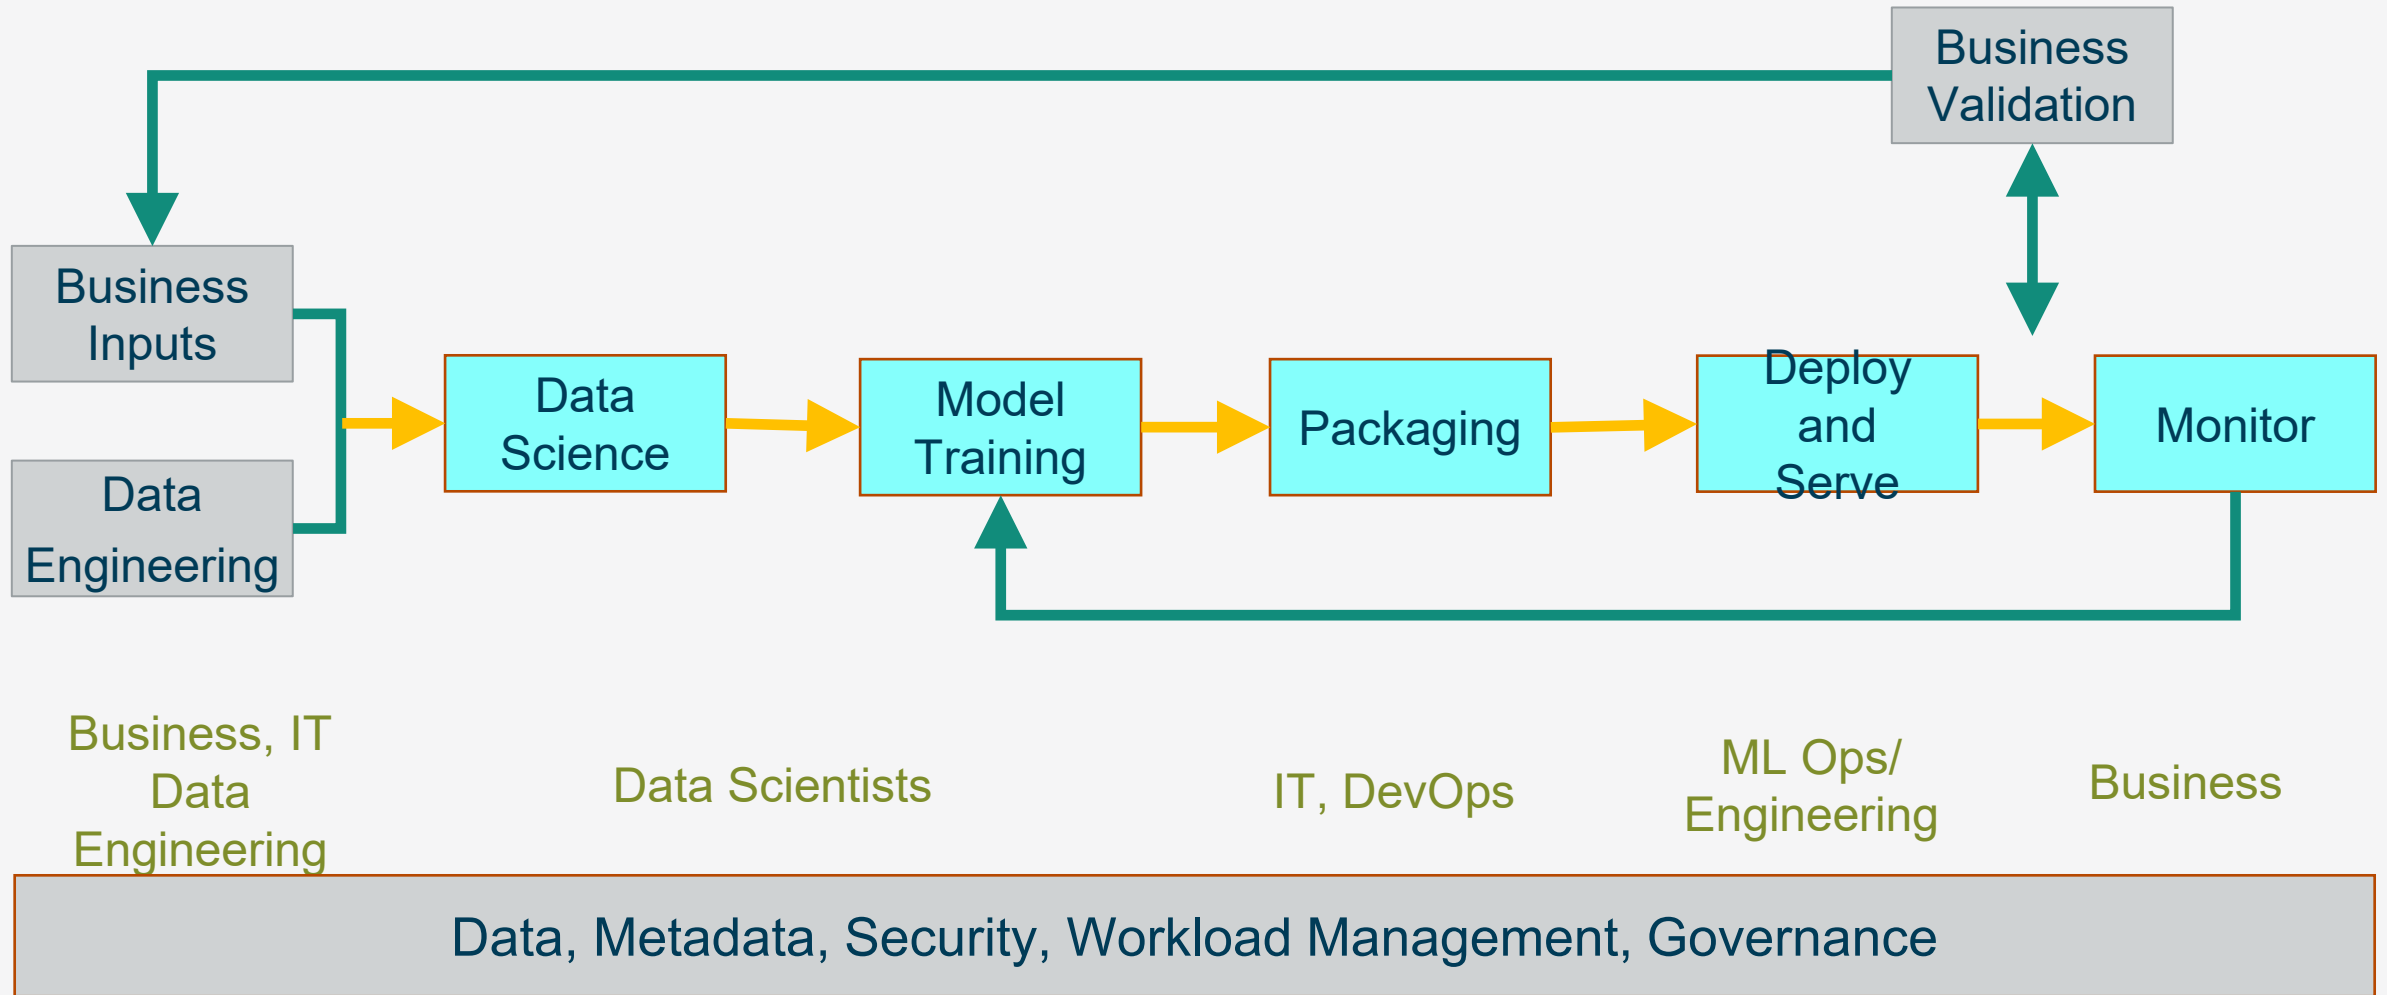 Business
Validation
Business
Inputs
Data
Engineering
Data
Science
Model
Training
Packaging
Deploy
and
Serve
Monitor
Business, IT
Data
Engineering
Data Scientists
IT, DevOps
ML Ops/
Engineering
Business
Data, Metadata, Security, Workload Management, Governance